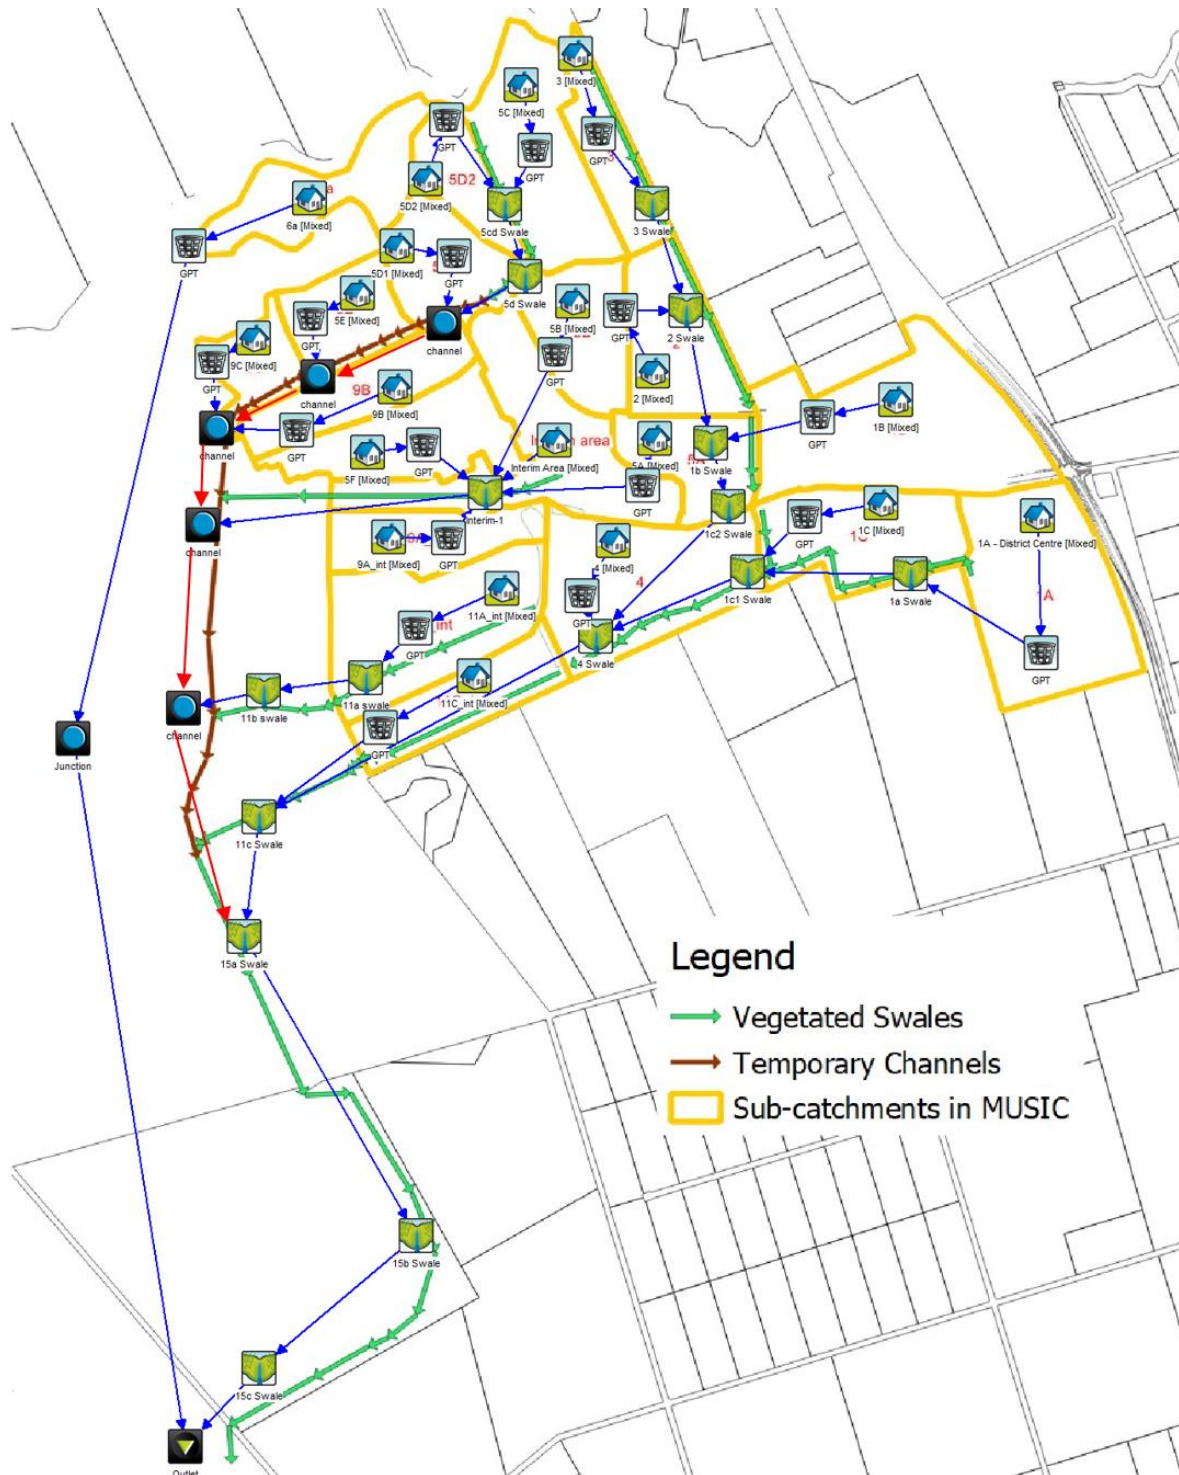 3 [Mixed]
5C [Mixed]
GPT
GPT
3
GPT
5D2
5D2 [Mixed]
a
6a [Mixed]
5cd Swale
3 Swale
GPT
5D1 [Mixed]
GPT
5d Swale
5E [Mixed]
5B [Mixed]
GPT
GPT
2 Swale
channel
9C [Mixed]
GPT
GPT
channel
9B
9B [Mixed]
2 [Mixed]
1B [Mixed]
GPT
channel
GPT
GPT
5F [Mixed]
Interim Area [Mixed]
area
5A [Mixed]
1b Swale
GPT
Interim-1
1c2 Swale
channel
9A_int [Mixed]
GPT
4 [Mixed]
GPT
1C [Mixed]
1A - District Centre [Mixed]
4
1c1 Swale
1a Swale
A
11A_int [Mixed]
GPT
_int
GPT
4 Swale
GPT
11b swale
11a swale
11C_int [Mixed]
channel
GPT
Junction
11c Swale
15a Swale
Legend
Vegetated Swales
Temporary Channels
Sub-catchments in MUSIC
15b Swale
15c Swale
Outlet